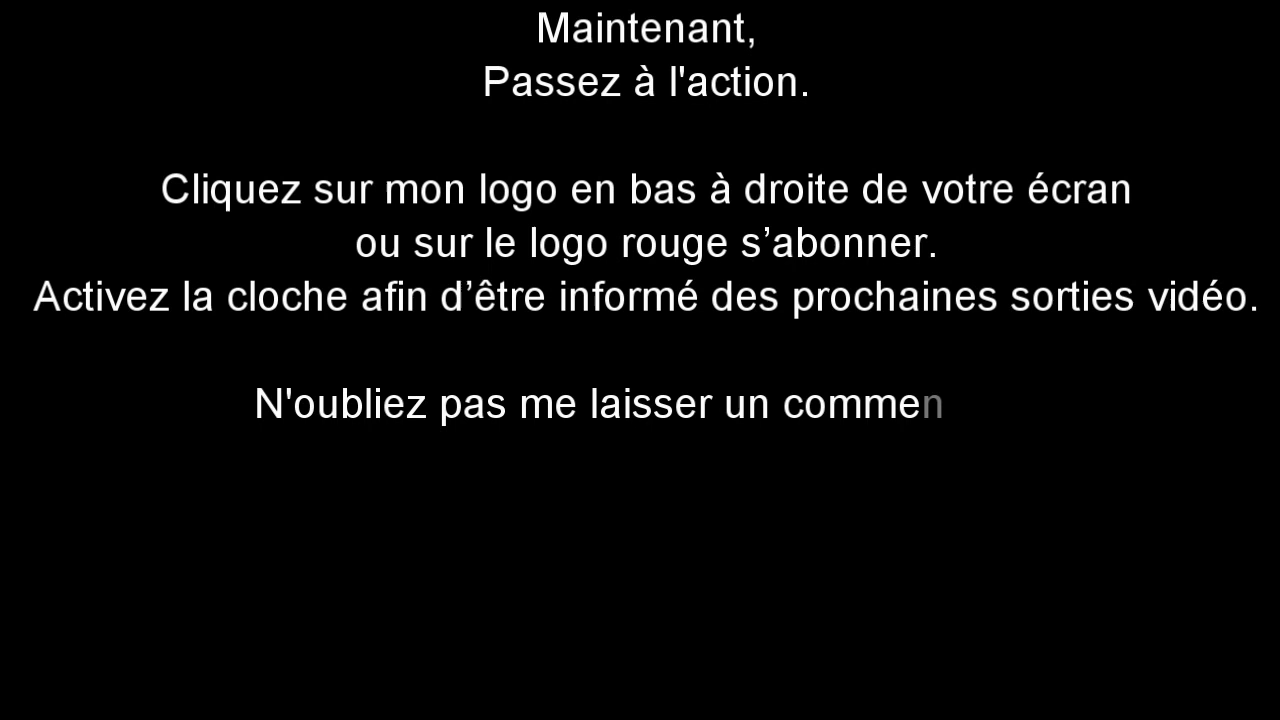 Maintenant,
Passez à l'action.
Cliquez sur mon logo en bas à droite de votre écran
ou sur le logo rouge s’abonner.
Activez la cloche afin d’être informé des prochaines sorties vidéo.
N'oubliez pas me laisser un commen